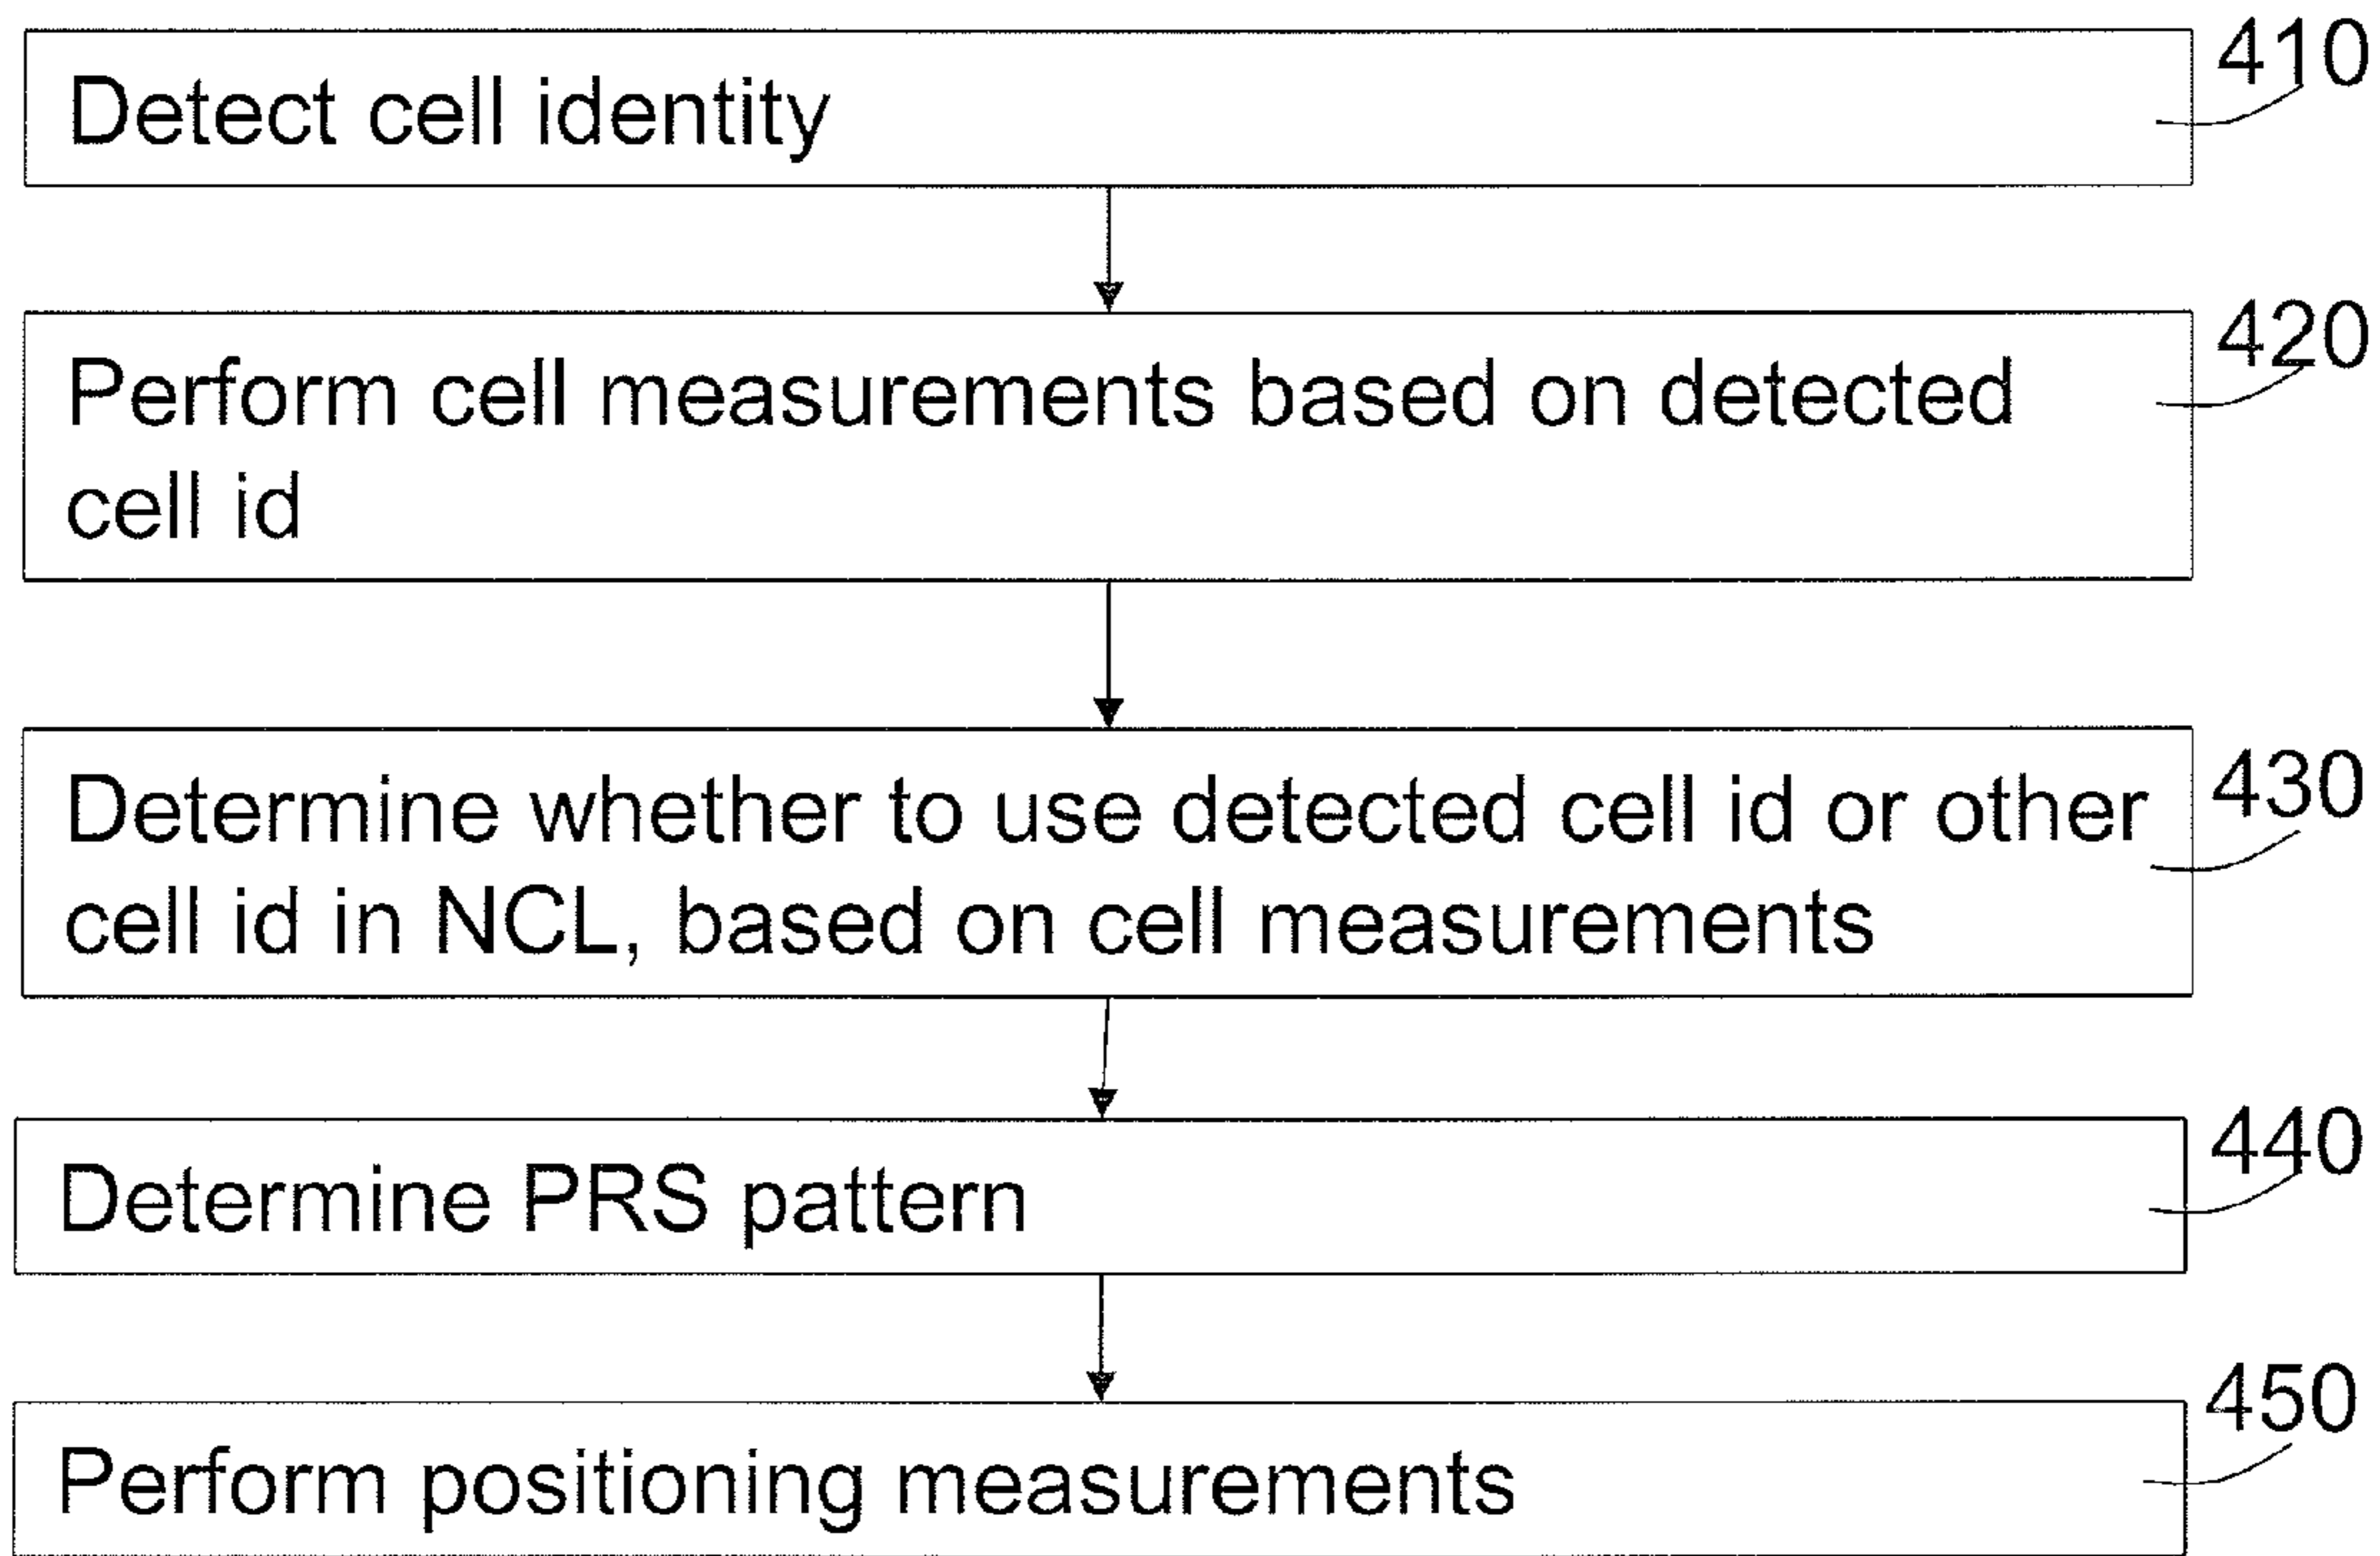 410
Detect cell identity
420
Perform cell measurements based on detected
cell id
430
Determine whether to use detected cell id or other
cell id in NCL, based on cell measurements
440
Determine PRS pattern
450
Perform positioning measurements